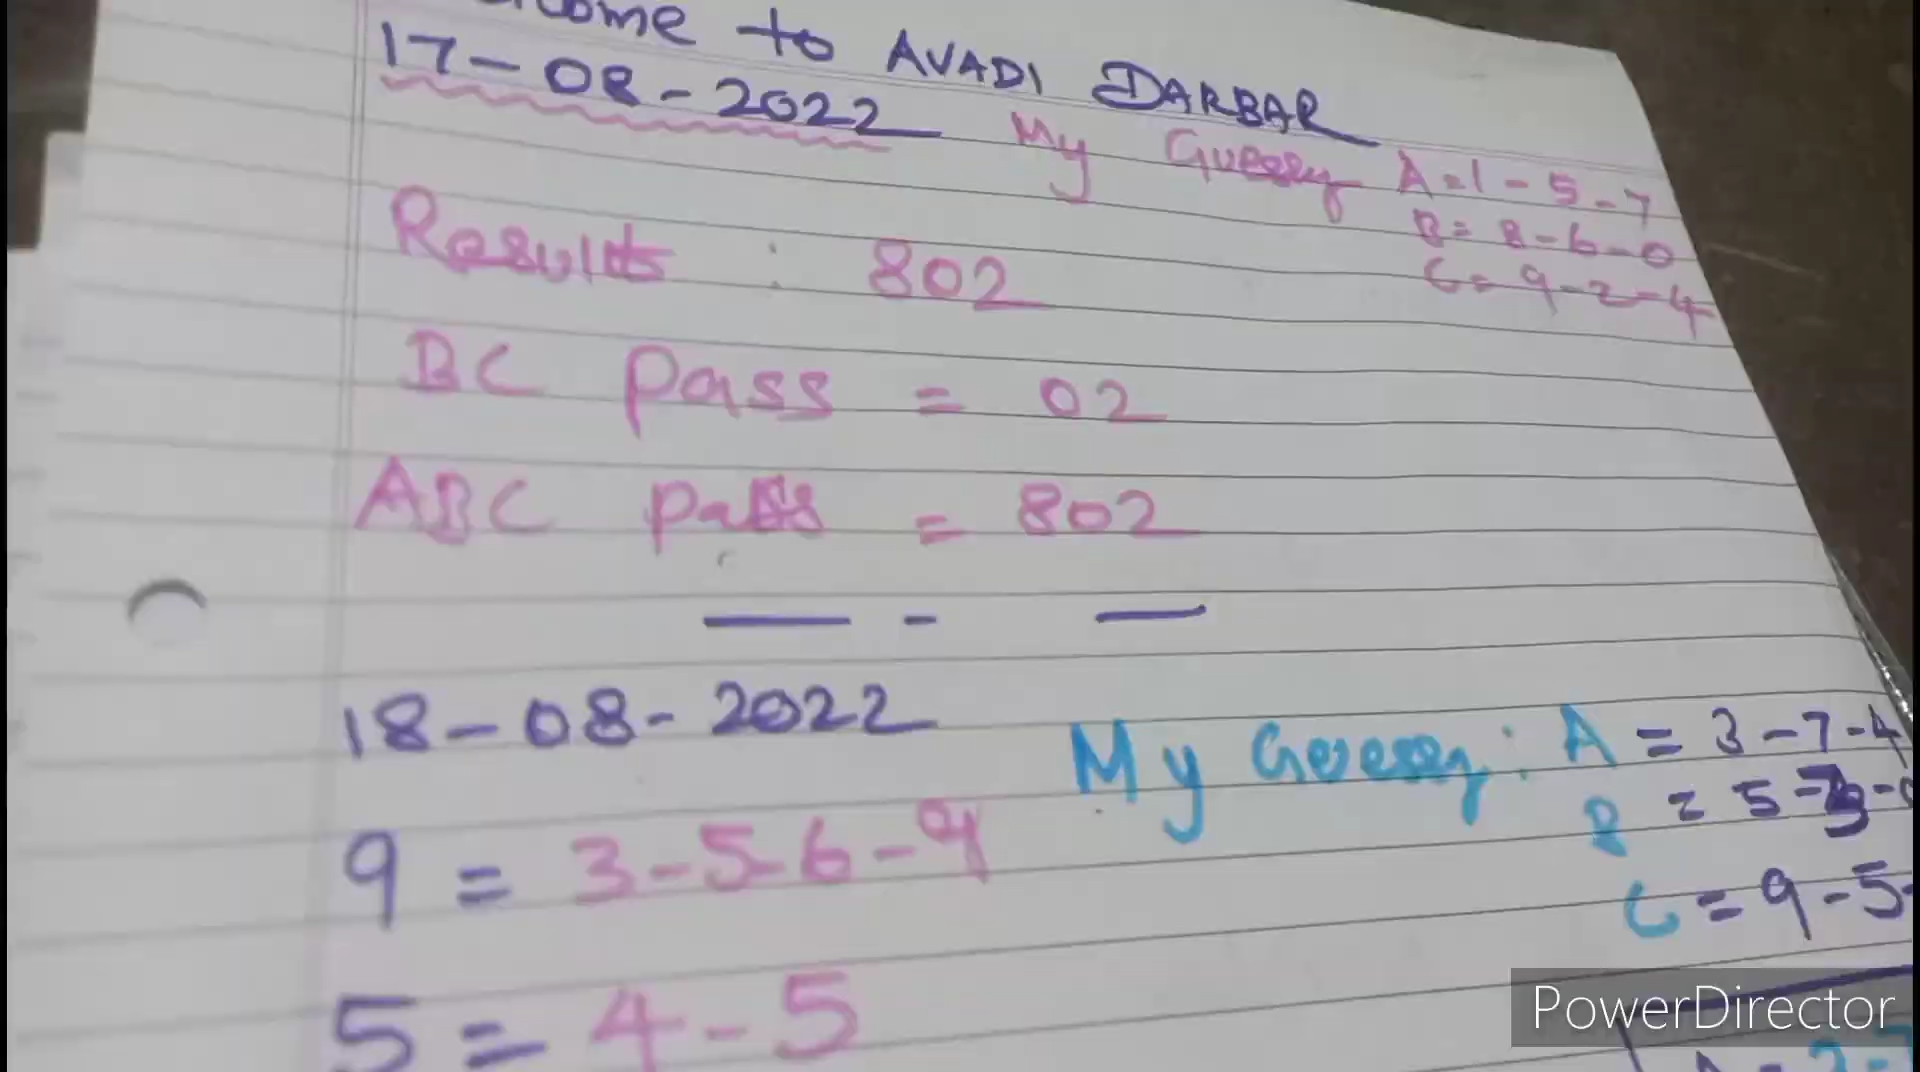 come to AVADI DARBAR
17-08-2022
My Guessy A=1-5-7
B=8-6-0
C=9-2-4
Results : 802
BC pass = 02
ABC pass = 802
18-08-2022
My Guessy: A = 3-7-4
B = 5
C = 9-5-
9 = 3-5-6-9
5 = 4-5
PowerDirector